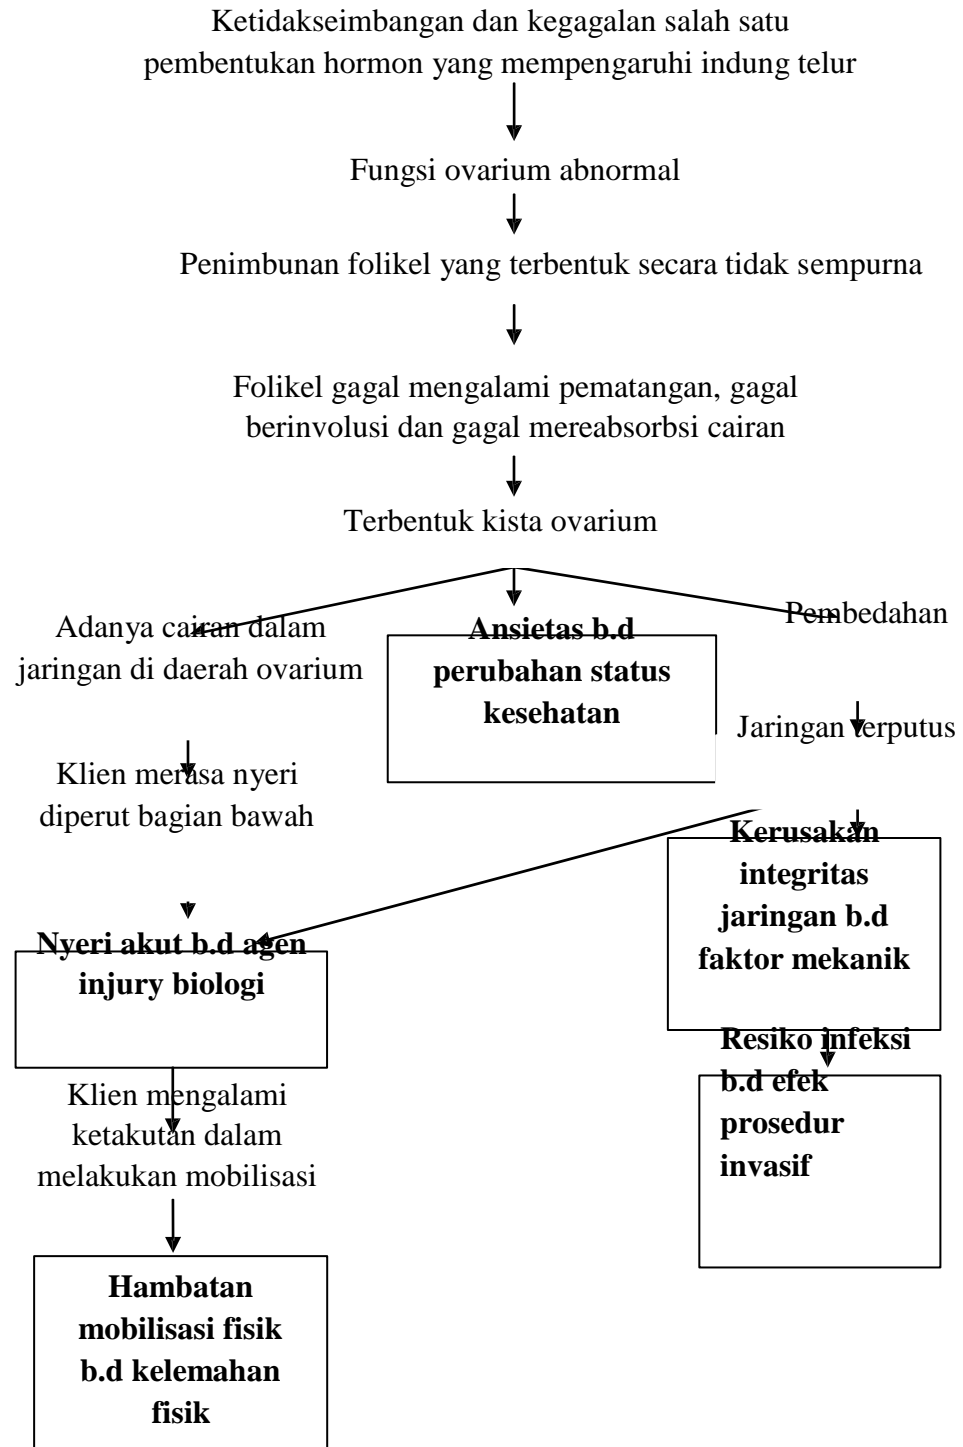 Ketidakseimbangan dan kegagalan salah satu
pembentukan hormon yang mempengaruhi indung telur
Fungsi ovarium abnormal
Penimbunan folikel yang terbentuk secara tidak sempurna
Folikel gagal mengalami pematangan, gagal
berinvolusi dan gagal mereabsorbsi cairan
Terbentuk kista ovarium
Adanya cairan dalam
jaringan di daerah ovarium
Ansietas b.d
perubahan status
kesehatan
Pembedahan
Jaringan terputus
Klien merasa nyeri
diperut bagian bawah
Kerusakan
integritas
jaringan b.d
faktor mekanik
Nyeri akut b.d agen
injury biologi
Resiko infeksi
b.d efek
prosedur
invasif
Klien mengalami
ketakutan dalam
melakukan mobilisasi
Hambatan
mobilisasi fisik
b.d kelemahan
fisik